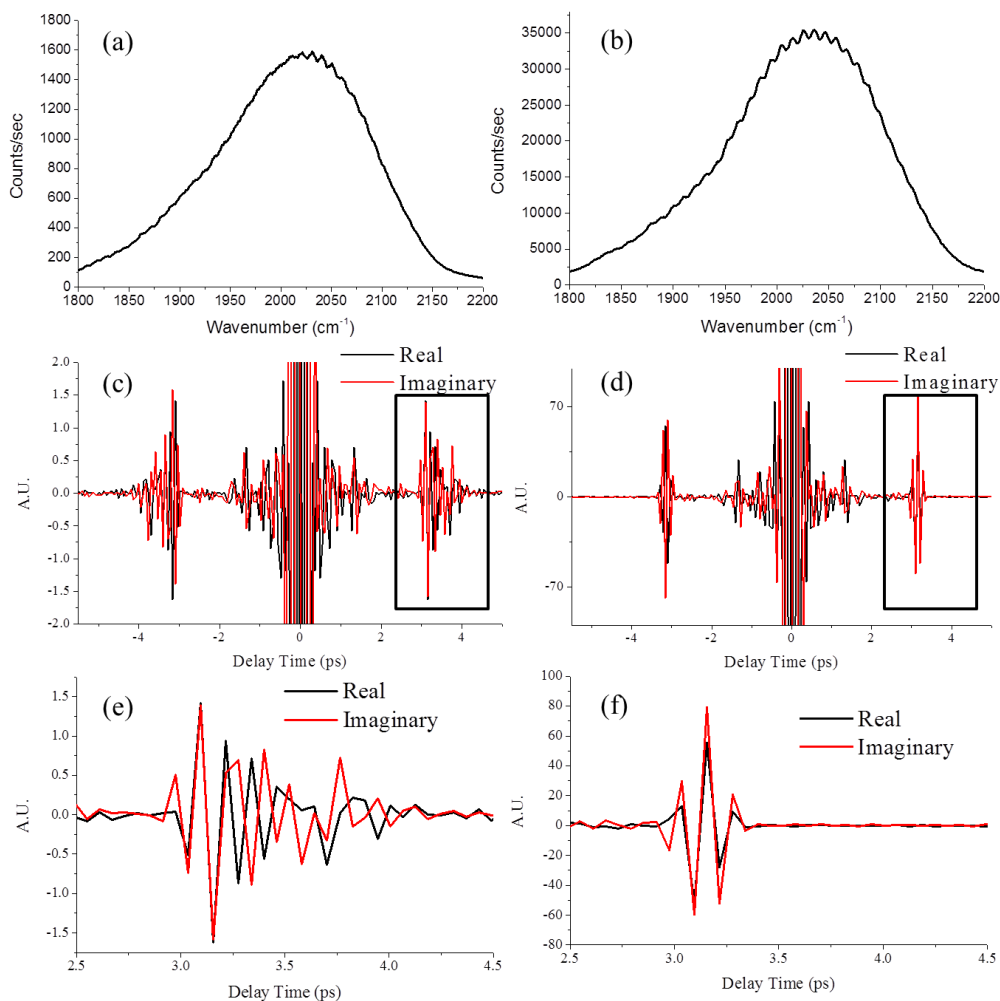 (a)
1800
1600
1400
1200
1000
800
600
400
200
0
Counts/sec
1800 1850 1900 1950 2000 2050 2100 2150 2200
Wavenumber (cm⁻¹)
(b)
35000
30000
25000
20000
15000
10000
5000
0
Counts/sec
1800 1850 1900 1950 2000 2050 2100 2150 2200
Wavenumber (cm⁻¹)
(c)
Real
Imaginary
2.0
1.5
1.0
0.5
0.0
-0.5
-1.0
-1.5
-2.0
A.U.
-4 -2 0 2 4
Delay Time (ps)
(d)
Real
Imaginary
70
0
-70
A.U.
-4 -2 0 2 4
Delay Time (ps)
(e)
Real
Imaginary
1.5
1.0
0.5
0.0
-0.5
-1.0
-1.5
A.U.
2.5 3.0 3.5 4.0 4.5
Delay Time (ps)
(f)
Real
Imaginary
100
80
60
40
20
0
-20
-40
-60
-80
A.U.
2.5 3.0 3.5 4.0 4.5
Delay Time (ps)